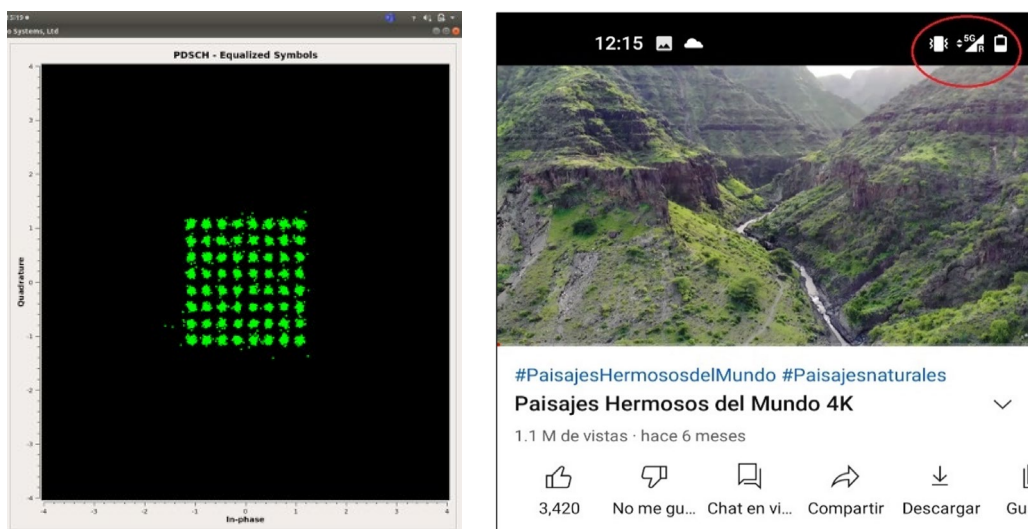 o Systems, Ltd
PDSCH - Equalized Symbols
Quadrature
4
3
2
1
0
-1
-2
-3
-4
-4
-3
-2
-1
0
1
2
3
4
In-phase
12:15
5G
R
#PaisajesHermososdelMundo #Paisajesnaturales
Paisajes Hermosos del Mundo 4K
1.1 M de vistas · hace 6 meses
3,420
No me gu...
Chat en vi...
Compartir
Descargar
Gu